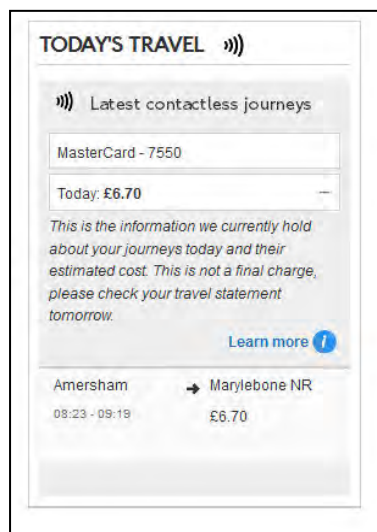 TODAY'S TRAVEL
Latest contactless journeys
MasterCard - 7550
Today: £6.70
This is the information we currently hold
about your journeys today and their
estimated cost. This is not a final charge,
please check your travel statement
tomorrow.
Learn more i
Amersham → Marylebone NR
08:23 - 09:19 £6.70